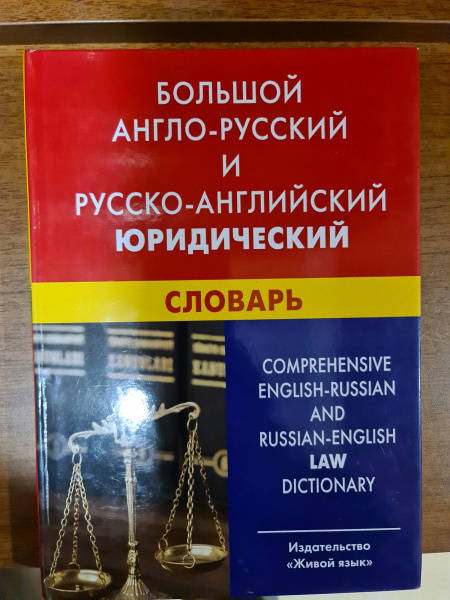 БОЛЬШОЙ
АНГЛО-РУССКИЙ
И
РУССКО-АНГЛИЙСКИЙ
ЮРИДИЧЕСКИЙ
СЛОВАРЬ
COMPREHENSIVE
ENGLISH-RUSSIAN
AND
RUSSIAN-ENGLISH
LAW
DICTIONARY
Издательство
«Живой язык»